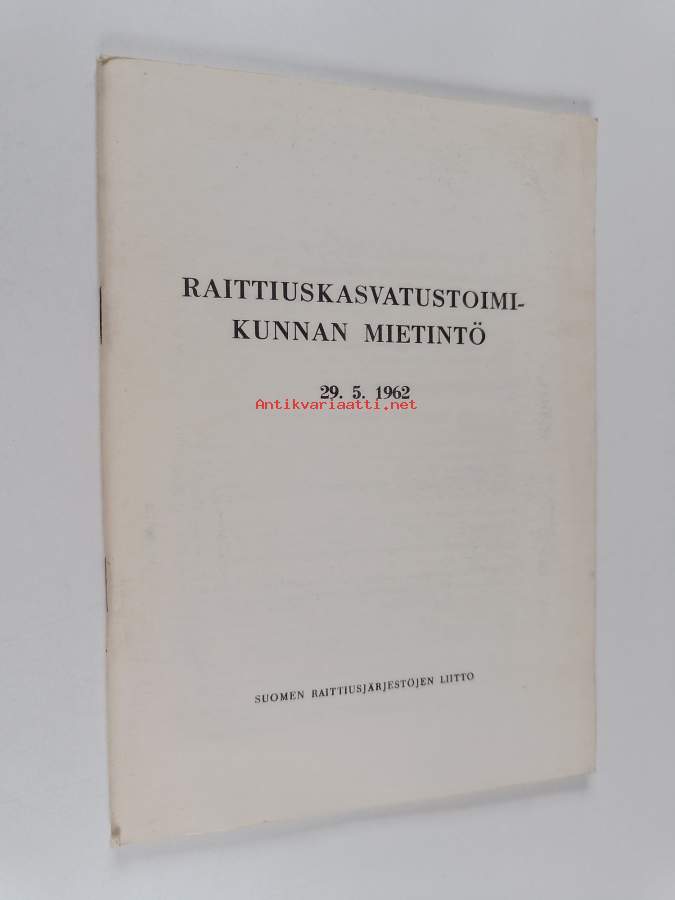 RAITTIUSKASVATUSTOIMI-
KUNNAN MIETINTÖ
29. 5. 1962
Antikvariaatti.net
SUOMEN RAITTIUSJÄRJESTÖJEN LIITTO